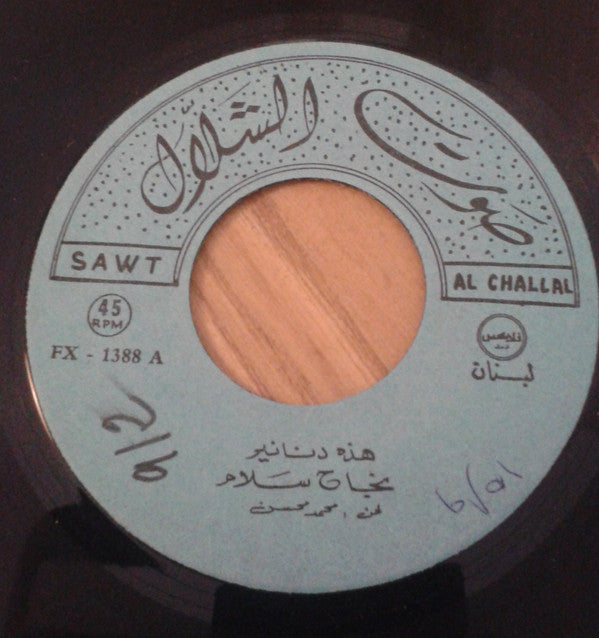 صوت الشلال
SAWT
AL CHALLAL
45
RPM
FX - 1388 A
لبنان
هذه دنانير
نجاح سلام
لحن : محمد محسن